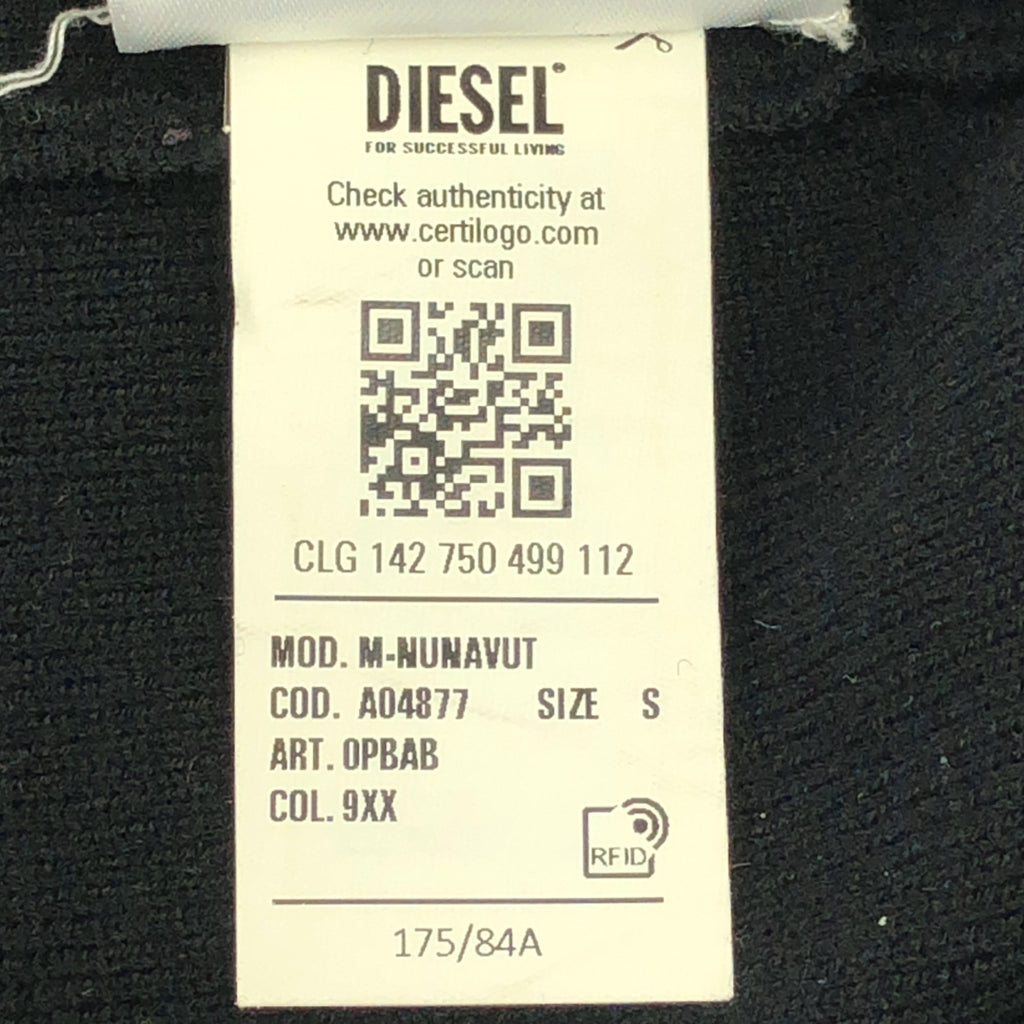 DIESEL®
FOR SUCCESSFUL LIVING
Check authenticity at
www.certilogo.com
or scan
CLG 142 750 499 112
MOD. M-NUNAVUT
COD. A04877 SIZE S
ART. 0PBAB
COL. 9XX
RFID
175/84A